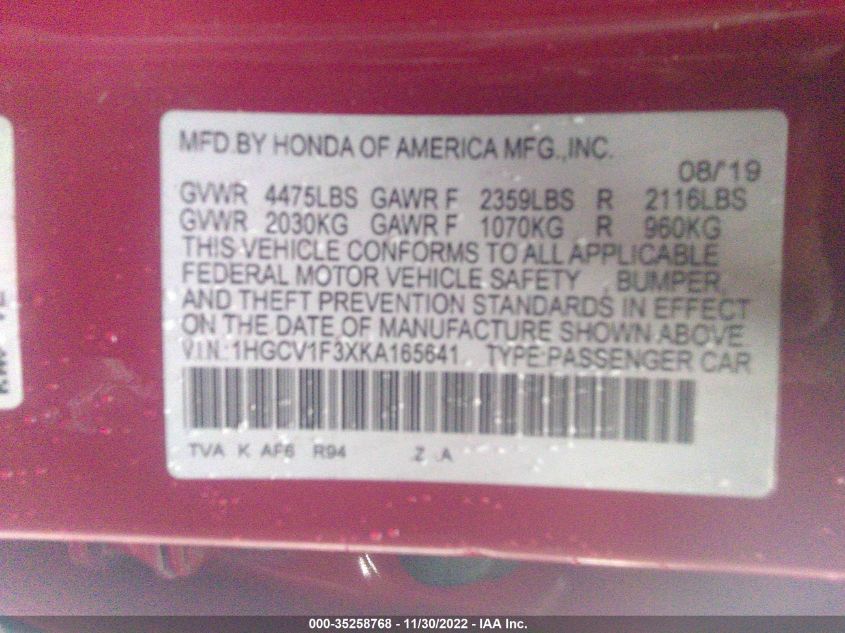 MFD.BY HONDA OF AMERICA MFG.,INC.
08/'19
GVWR 4475LBS GAWR F 2359LBS R 2116LBS
GVWR 2030KG GAWR F 1070KG R 960KG
THIS VEHICLE CONFORMS TO ALL APPLICABLE
FEDERAL MOTOR VEHICLE SAFETY , BUMPER,
AND THEFT PREVENTION STANDARDS IN EFFECT
ON THE DATE OF MANUFACTURE SHOWN ABOVE.
V.I.N. 1HGCV1F3XKA165641 TYPE:PASSENGER CAR
TVA K AF6 R94 Z .A
000-35258768 - 11/30/2022 - IAA Inc.